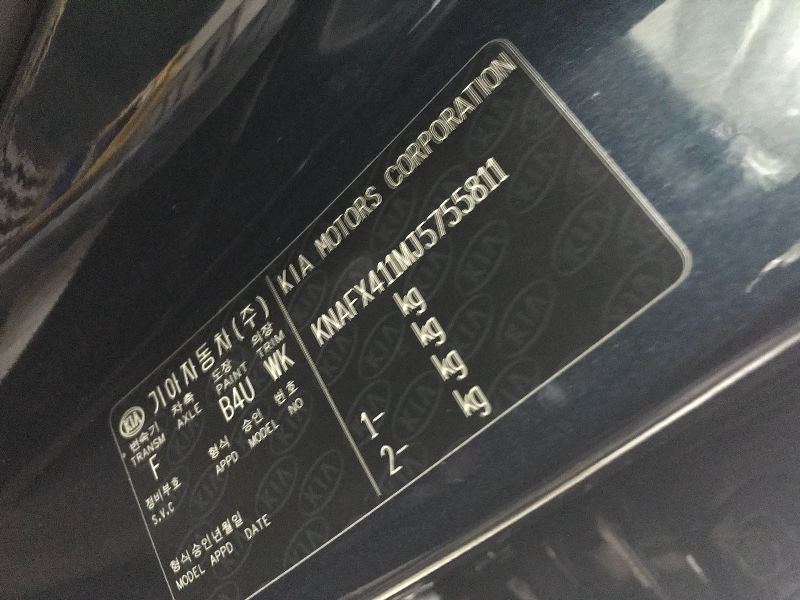 KIA 기아자동차(주)
변속기 차축 도장 의장
TRANSM AXLE PAINT TRIM
F B4U WK
정비부호 형식 승인 번호
S.V.C APPD MODEL NO
형식승인년월일
MODEL APPD DATE
KIA MOTORS CORPORATION
KNAFX411MJ5755811
kg
kg
1- kg
2- kg